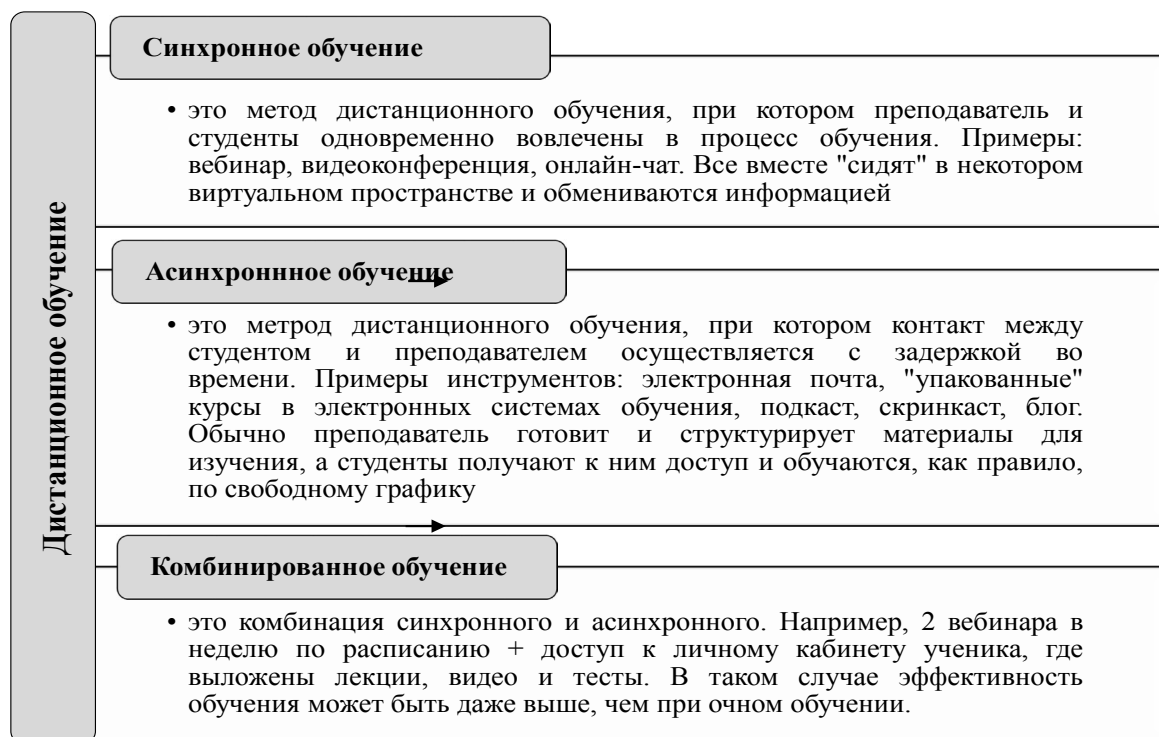 Дистанционное обучение
Синхронное обучение
• это метод дистанционного обучения, при котором преподаватель и
студенты одновременно вовлечены в процесс обучения. Примеры:
вебинар, видеоконференция, онлайн-чат. Все вместе "сидят" в некотором
виртуальном пространстве и обмениваются информацией
Асинхроннное обучение
• это метрод дистанционного обучения, при котором контакт между
студентом и преподавателем осуществляется с задержкой во
времени. Примеры инструментов: электронная почта, "упакованные"
курсы в электронных системах обучения, подкаст, скринкаст, блог.
Обычно преподаватель готовит и структурирует материалы для
изучения, а студенты получают к ним доступ и обучаются, как правило,
по свободному графику
Комбинированное обучение
• это комбинация синхронного и асинхронного. Например, 2 вебинара в
неделю по расписанию + доступ к личному кабинету ученика, где
выложены лекции, видео и тесты. В таком случае эффективность
обучения может быть даже выше, чем при очном обучении.